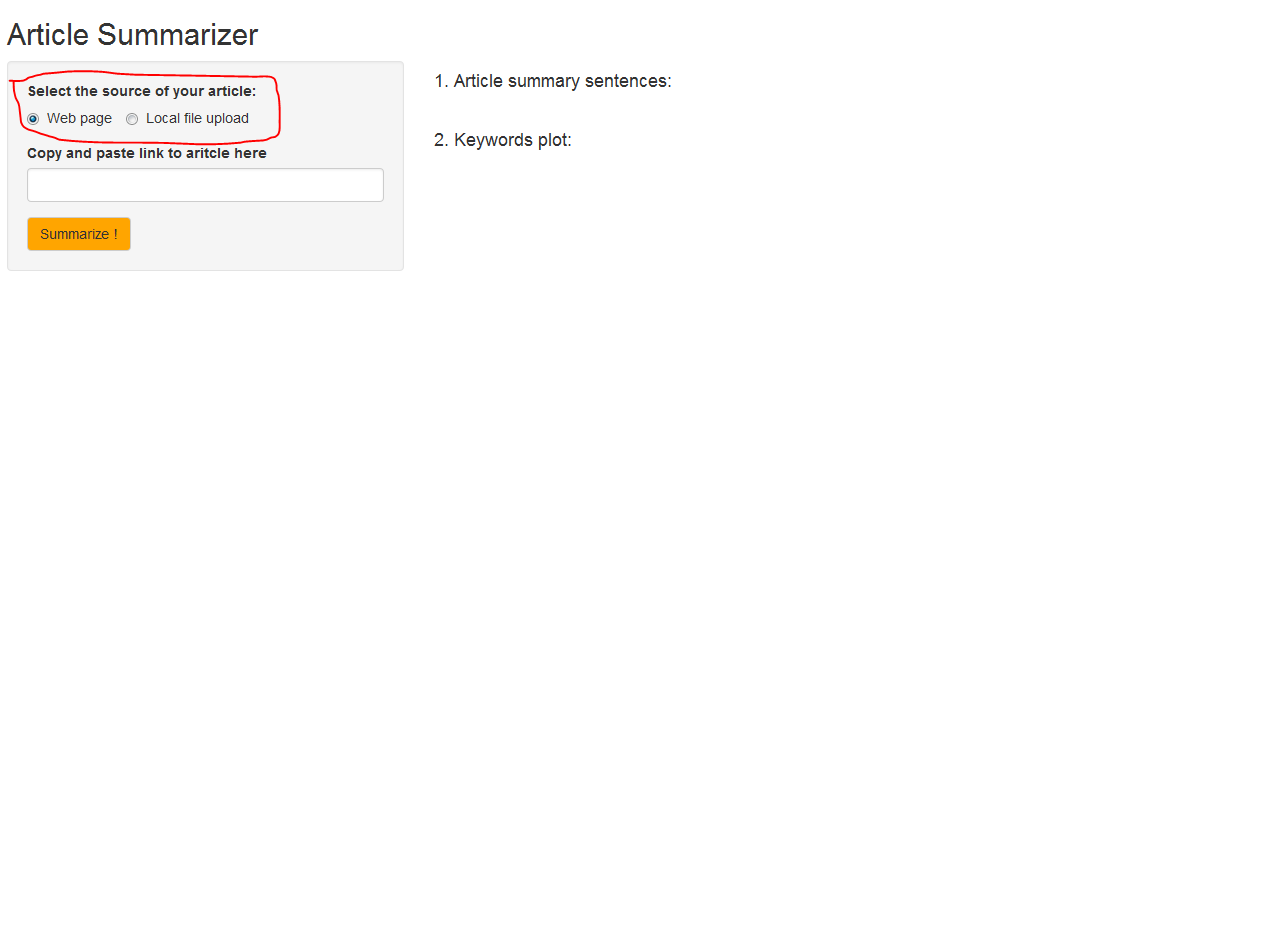 Article Summarizer
Select the source of your article:
Web page Local file upload
Copy and paste link to aritcle here
Summarize !
1. Article summary sentences:
2. Keywords plot: